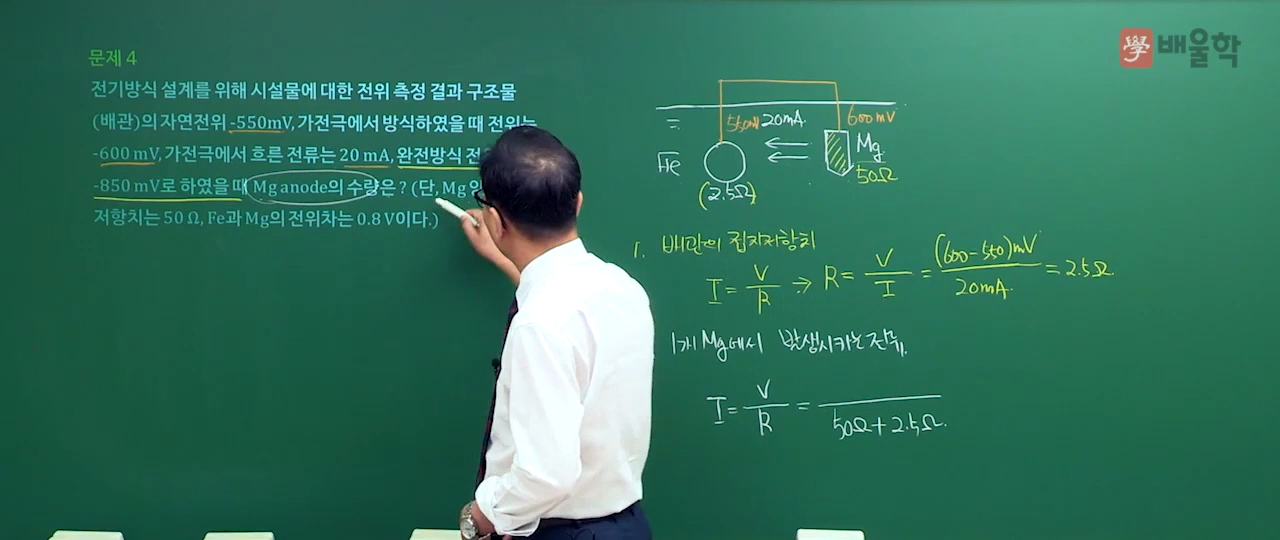 學 배울학
문제 4
전기방식 설계를 위해 시설물에 대한 전위 측정 결과 구조물
(배관)의 자연전위 -550mV, 가전극에서 방식하였을 때 전위는
-600 mV, 가전극에서 흐른 전류는 20 mA, 완전방식 전
-850 mV로 하였을 때 Mg anode의 수량은? (단, Mg
저항치는 50 Ω, Fe과 Mg의 전위차는 0.8 V이다.)
550mV 20mA. 600mV
Fe Mg
50Ω
(2.5Ω)
1. 배관의 접지저항치
I = V/R → R = V/I = (600-550)mV/20mA. = 2.5Ω.
1개 Mg에서 발생시키는 전류.
I = V/R = /50Ω+2.5Ω.